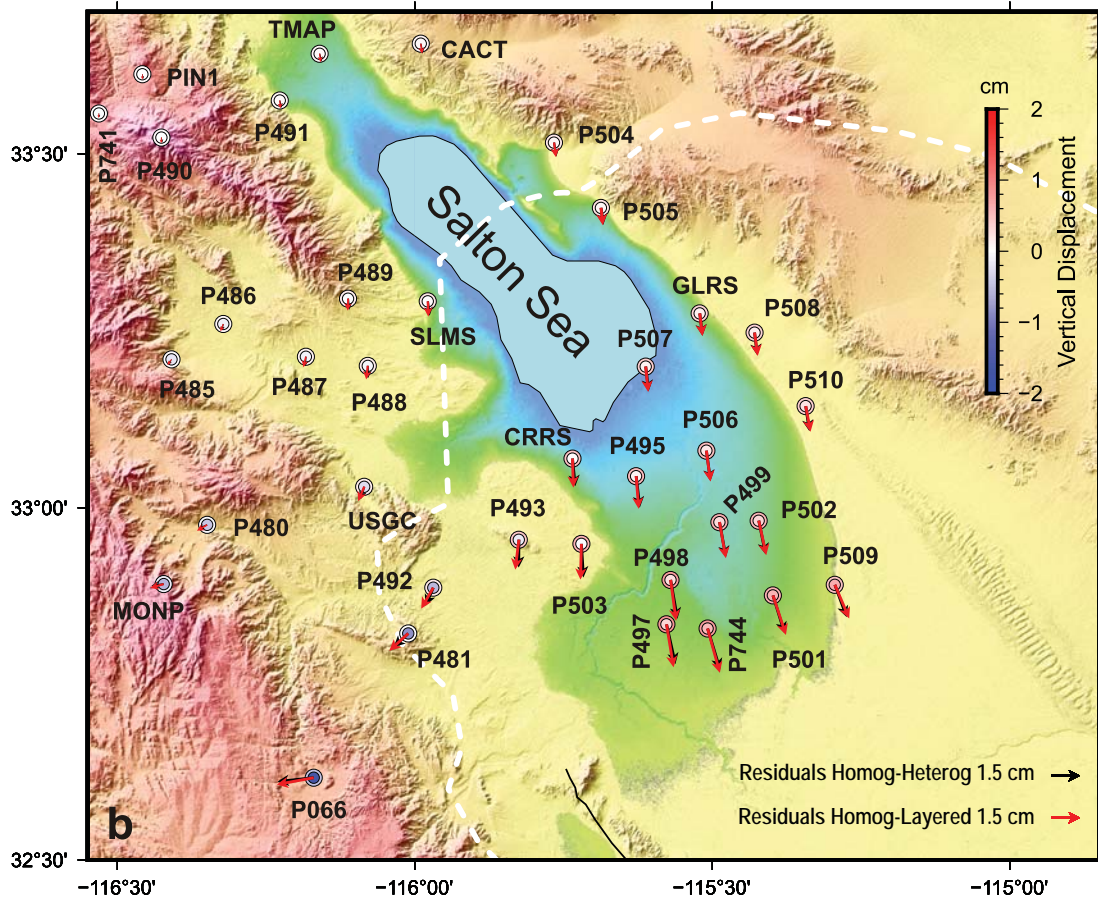 TMAP
CACT
cm
PIN1
2
P491
P504
1
33°30'
P741
P490
P505
0
Salton Sea
Vertical Displacement
P489
P486
GLRS
P508
−1
SLMS
P507
P485
P487
P488
P510
−2
P506
CRRS
P495
P499
33°00'
P493
P502
USGC
P480
P498
P509
P492
MONP
P503
P497
P744
P501
P481
Residuals Homog-Heterog 1.5 cm
P066
Residuals Homog-Layered 1.5 cm
b
32°30'
−116°30'
−116°00'
−115°30'
−115°00'